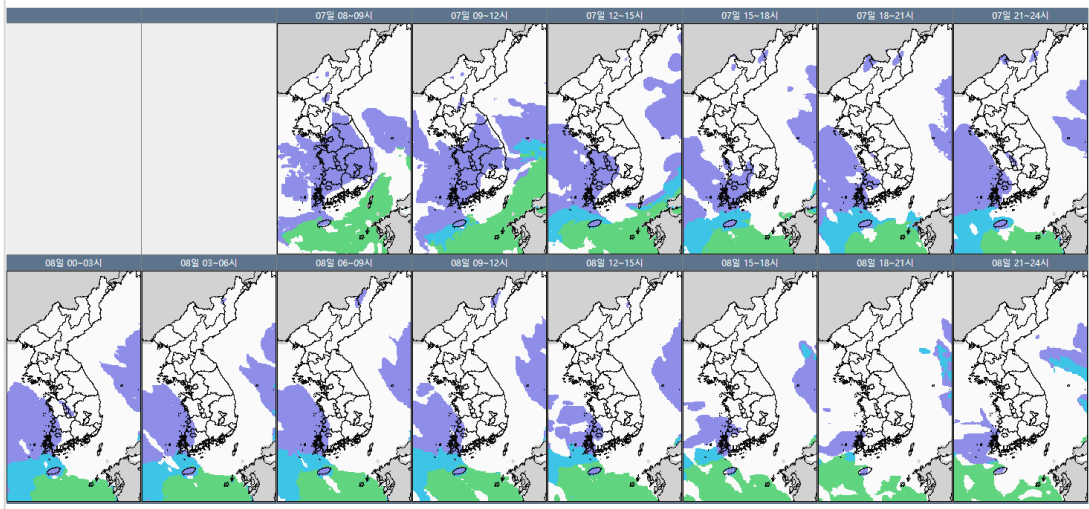 07일 08~09시
07일 09~12시
07일 12~15시
07일 15~18시
07일 18~21시
07일 21~24시
08일 00~03시
08일 03~06시
08일 06~09시
08일 09~12시
08일 12~15시
08일 15~18시
08일 18~21시
08일 21~24시